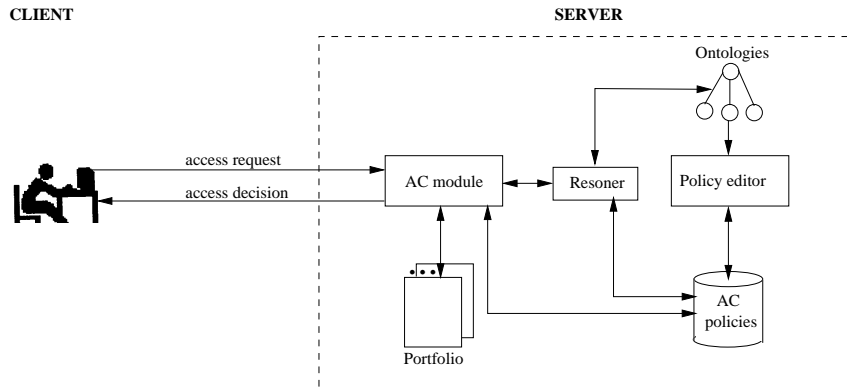 CLIENT
SERVER
Ontologies
access request
AC module
Resoner
Policy editor
access decision
AC
policies
Portfolio